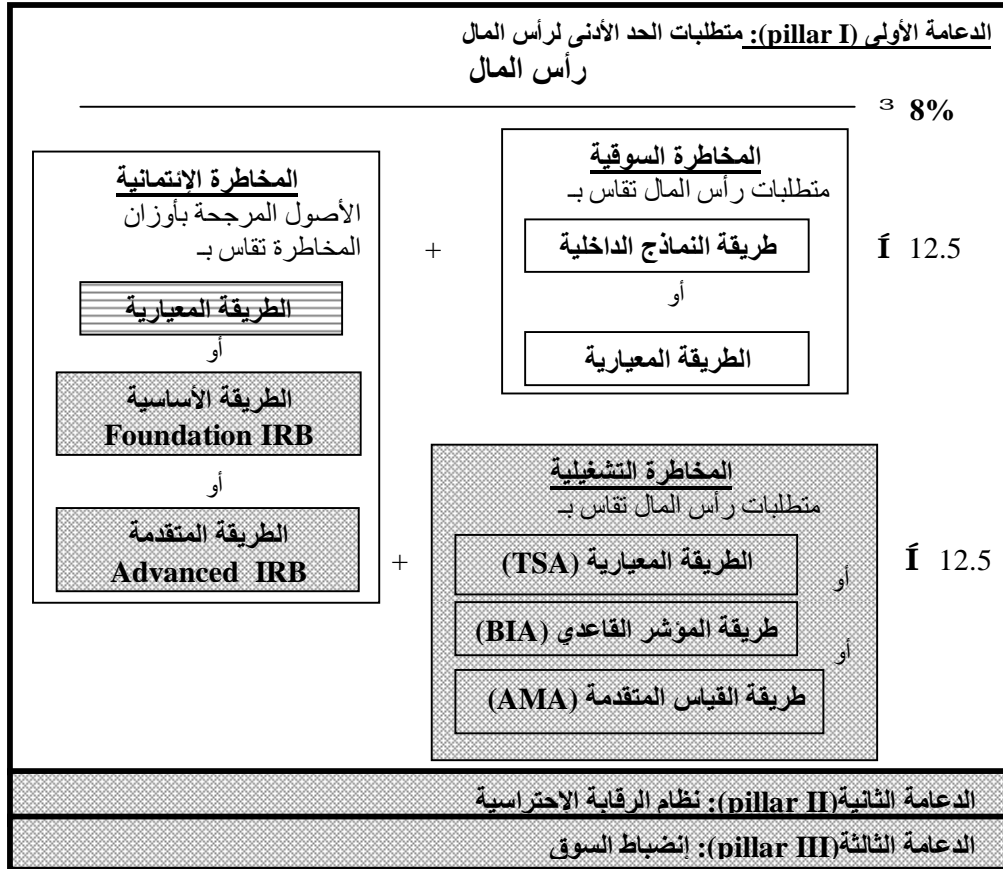 الدعامة الأولى (pillar I): متطلبات الحد الأدنى لرأس المال
رأس المال
3 8%
المخاطرة السوقية
متطلبات رأس المال تقاس بـ
طريقة النماذج الداخلية
أو
الطريقة المعيارية
Í 12.5
+
المخاطرة الإئتمانية
الأصول المرجحة بأوزان
المخاطرة تقاس بـ
الطريقة المعيارية
أو
الطريقة الأساسية
Foundation IRB
أو
الطريقة المتقدمة
Advanced IRB
+
المخاطرة التشغيلية
متطلبات رأس المال تقاس بـ
الطريقة المعيارية (TSA)
أو
طريقة المؤشر القاعدي (BIA)
أو
طريقة القياس المتقدمة (AMA)
Í 12.5
الدعامة الثانية(pillar II): نظام الرقابة الإحتراسية
الدعامة الثالثة(pillar III): إنضباط السوق